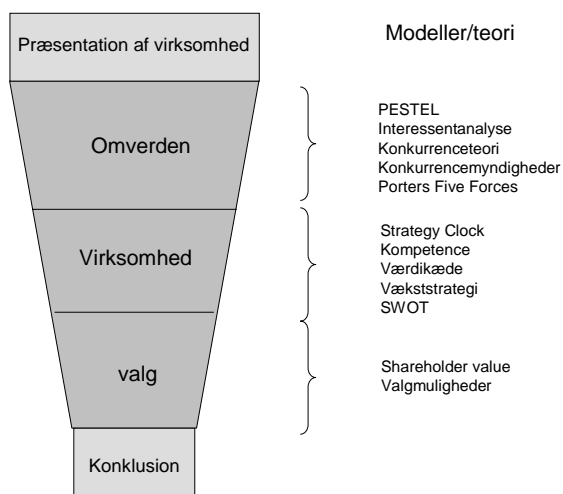 Præsentation af virksomhed
Modeller/teori
Omverden
PESTEL
Interessentanalyse
Konkurrenceteori
Konkurrencemyndigheder
Porters Five Forces
Virksomhed
Strategy Clock
Kompetence
Værdikæde
Vækststrategi
SWOT
valg
Shareholder value
Valgmuligheder
Konklusion